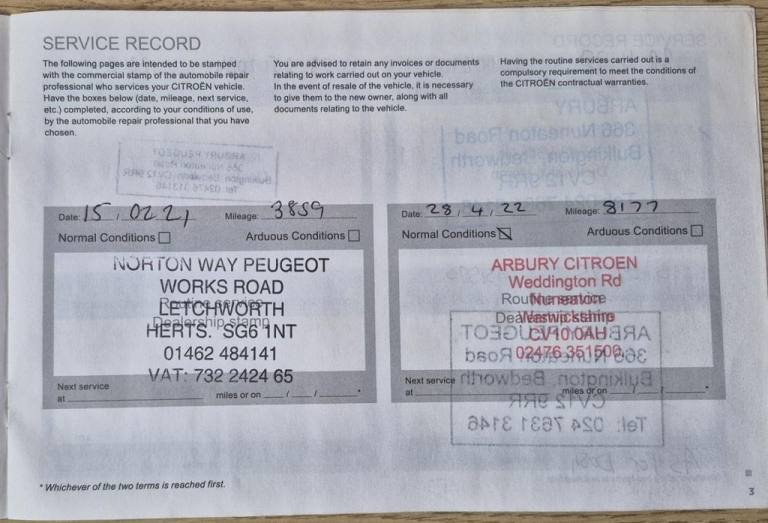 SERVICE RECORD
The following pages are intended to be stamped
with the commercial stamp of the automobile repair
professional who services your CITROËN vehicle.
Have the boxes below (date, mileage, next service,
etc.) completed, according to your conditions of use,
by the automobile repair professional that you have
chosen.
You are advised to retain any invoices or documents
relating to work carried out on your vehicle.
In the event of resale of the vehicle, it is necessary
to give them to the new owner, along with all
documents relating to the vehicle.
Having the routine services carried out is a
compulsory requirement to meet the conditions of
the CITROËN contractual warranties.
Date: 15, 02 21 Mileage: 3859
Normal Conditions Arduous Conditions
NORTON WAY PEUGEOT
WORKS ROAD
Routine service
LETCHWORTH
Dealership stamp
HERTS. SG6 1NT
01462 484141
VAT: 732 2424 65
Next service
at miles or on / / *
Date: 28, 4, 22 Mileage: 8177
Normal Conditions Arduous Conditions
ARBURY CITROEN
Weddington Rd
Routine service
Nuneaton
Dealership stamp
Warwickshire
CV10 0AH
02476 351500
Next service
at miles or on / / *
* Whichever of the two terms is reached first.
3